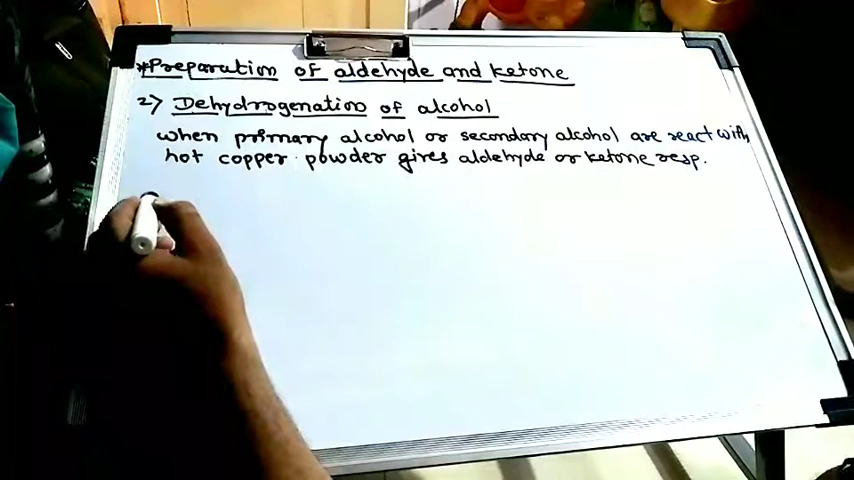 *Preparation of aldehyde and ketone
2) Dehydrogenation of alcohol
when primary alcohol or secondary alcohol are react with
hot copper powder gives aldehyde or ketone resp.